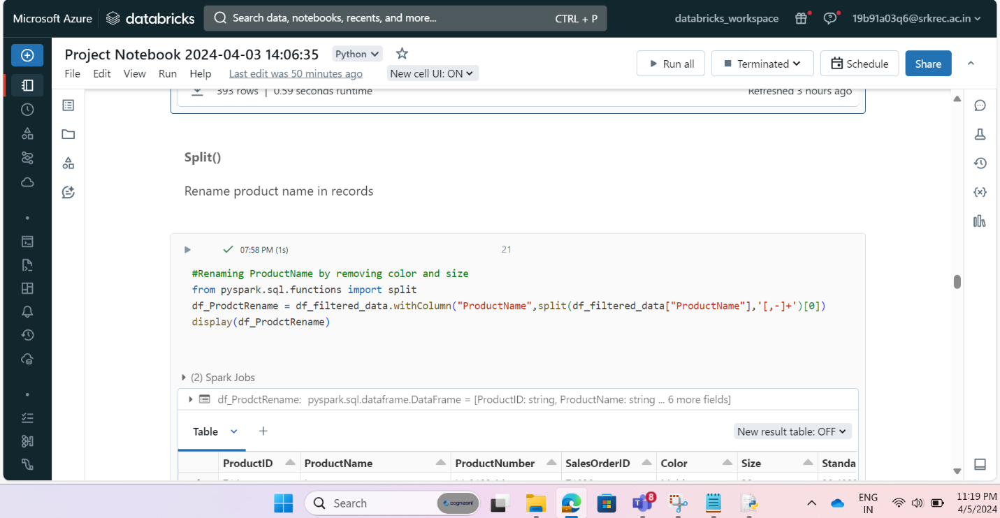 Microsoft Azure databricks Search data, notebooks, recents, and more... CTRL + P databricks_workspace 19b91a03q6@srkrec.ac.in
Project Notebook 2024-04-03 14:06:35 Python Run all Terminated Schedule Share
File Edit View Run Help Last edit was 50 minutes ago New cell UI: ON
393 rows | 0.59 seconds runtime Refreshed 3 hours ago
Split()
Rename product name in records
07:58 PM (1s) 21
#Renaming ProductName by removing color and size
from pyspark.sql.functions import split
df_ProdctRename = df_filtered_data.withColumn("ProductName",split(df_filtered_data["ProductName"],'[,-]+')[0])
display(df_ProdctRename)
(2) Spark Jobs
df_ProdctRename: pyspark.sql.dataframe.DataFrame = [ProductID: string, ProductName: string ... 6 more fields]
Table + New result table: OFF
ProductID ProductName ProductNumber SalesOrderID Color Size Standa
Search cognizant 8 ENG 11:19 PM
IN 4/5/2024